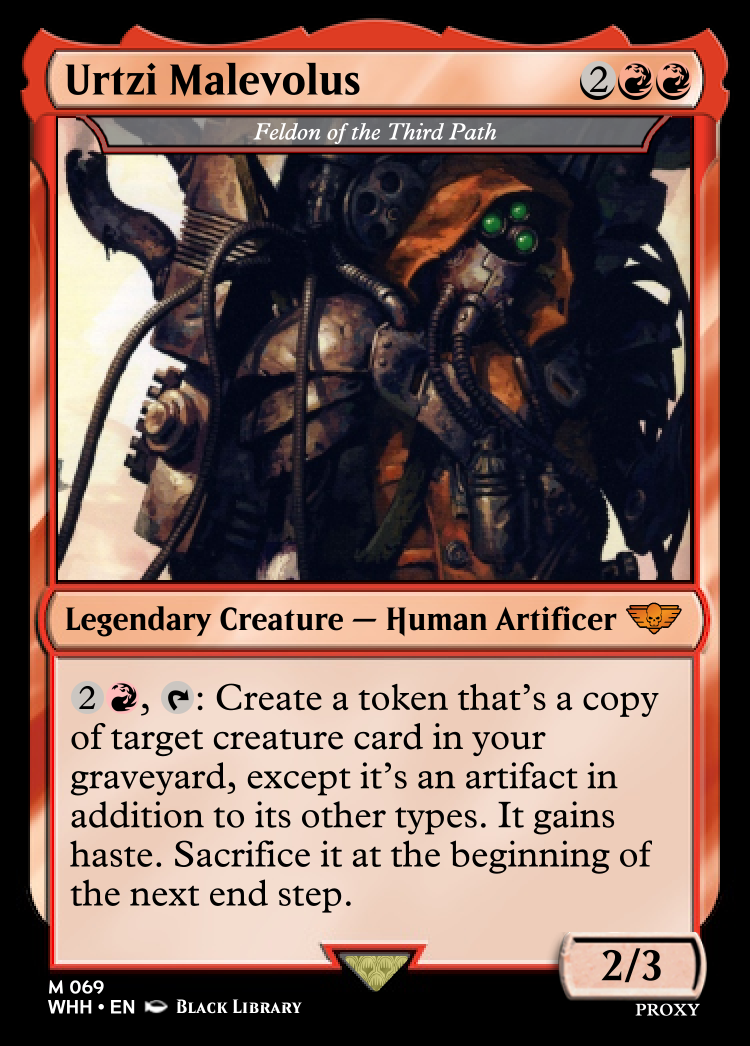 Urtzi Malevolus 2
Feldon of the Third Path
Legendary Creature — Human Artificer
2 , : Create a token that's a copy
of target creature card in your
graveyard, except it's an artifact in
addition to its other types. It gains
haste. Sacrifice it at the beginning of
the next end step.
2/3
M 069
WHH • EN BLACK LIBRARY
PROXY